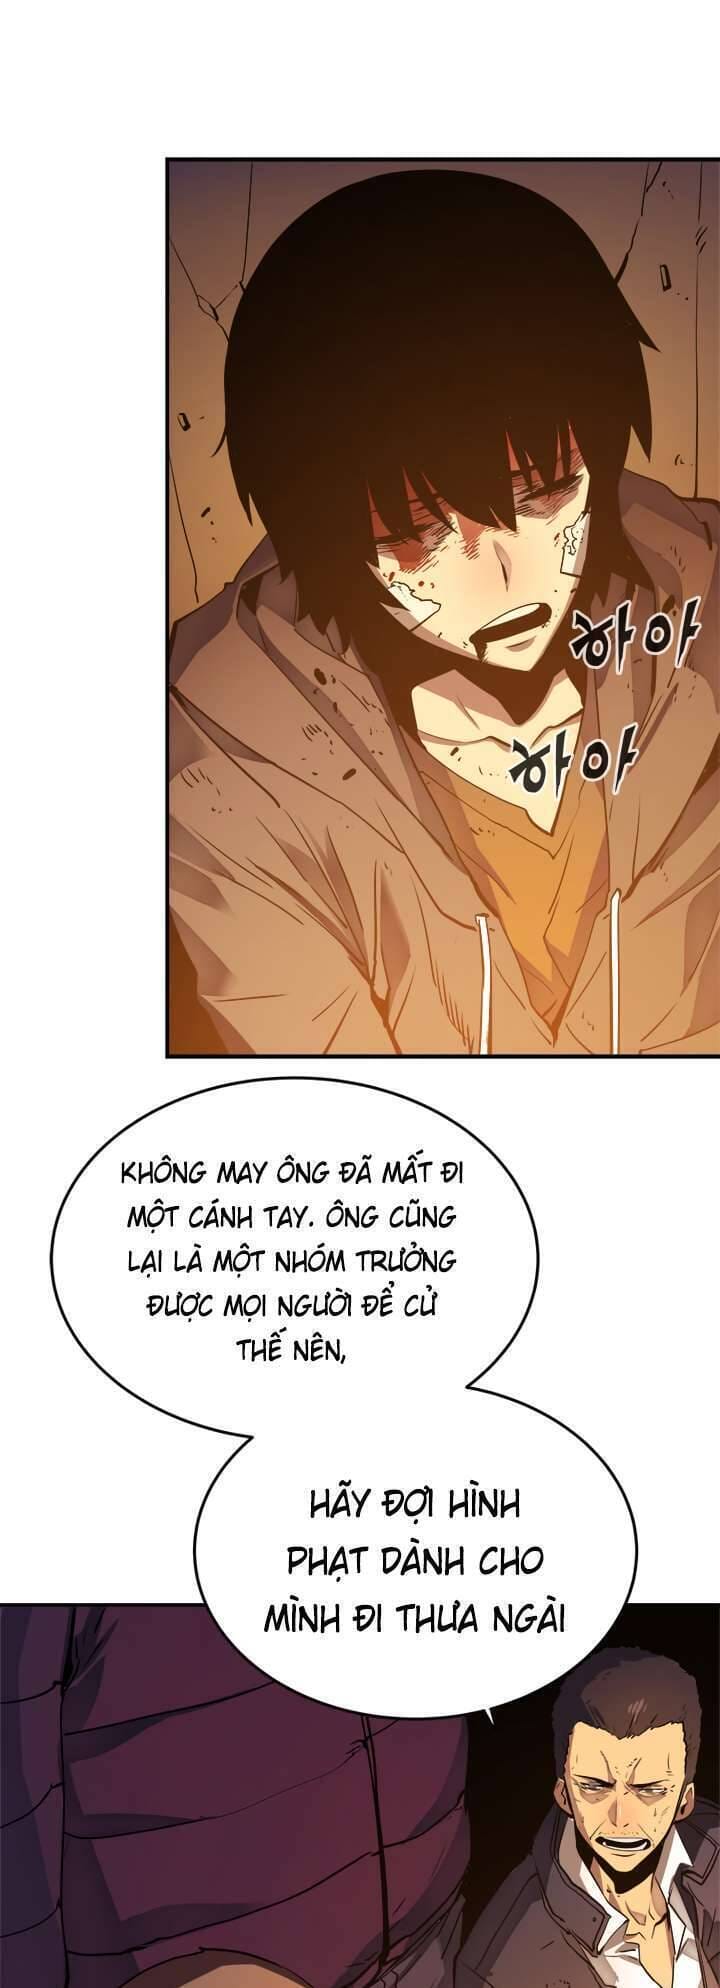 하아
하아
KHÔNG MAY ÔNG ĐÃ MẤT ĐI
MỘT CÁNH TAY. ÔNG CŨNG
LẠI LÀ MỘT NHÓM TRƯỞNG
ĐƯỢC MỌI NGƯỜI ĐỂ CỬ
THẾ NÊN,
HÃY ĐỢI HÌNH
PHẠT DÀNH CHO
MÌNH ĐI THƯA NGÀI